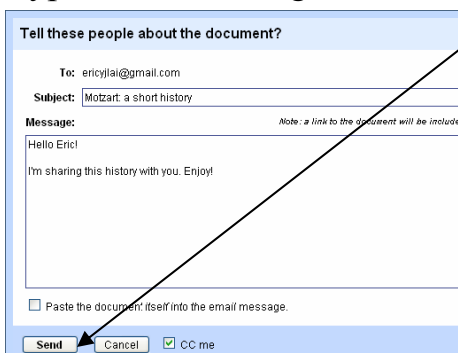 Tell these people about the document?
To: ericyjlai@gmail.com
Subject: Motzart: a short history
Message: Note: a link to the document will be include
Hello Eric!
I'm sharing this history with you. Enjoy!
Paste the document itself into the email message.
Send Cancel CC me